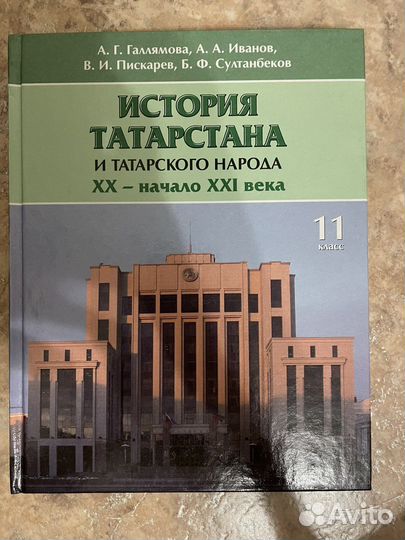 А. Г. Галлямова, А. А. Иванов,
В. И. Пискарев, Б. Ф. Султанбеков
ИСТОРИЯ
ТАТАРСТАНА
И ТАТАРСКОГО НАРОДА
XX – начало XXI века
11
класс
Avito